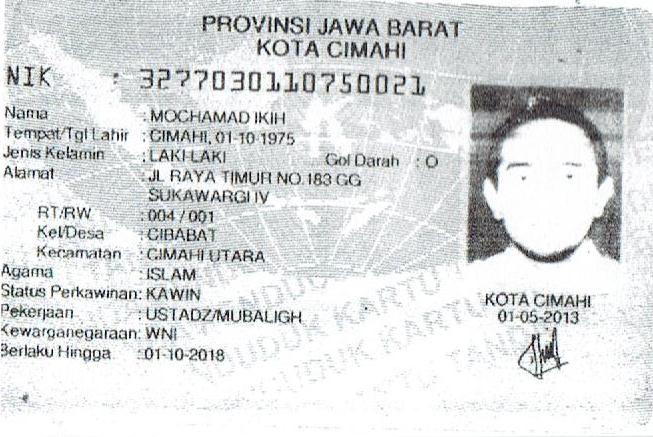 PROVINSI JAWA BARAT
KOTA CIMAHI
NIK : 3277030110750021
Nama : MOCHAMAD IKIH
Tempat/Tgl Lahir : CIMAHI, 01-10-1975
Jenis Kelamin : LAKI-LAKI Gol Darah : O
Alamat : JL RAYA TIMUR NO.183 GG
SUKAWARGI IV
RT/RW : 004 / 001
Kel/Desa : CIBABAT
Kecamatan : CIMAHI UTARA
Agama : ISLAM
Status Perkawinan: KAWIN
Pekerjaan : USTADZ/MUBALIGH
Kewarganegaraan: WNI
Berlaku Hingga : 01-10-2018
KOTA CIMAHI
01-05-2013